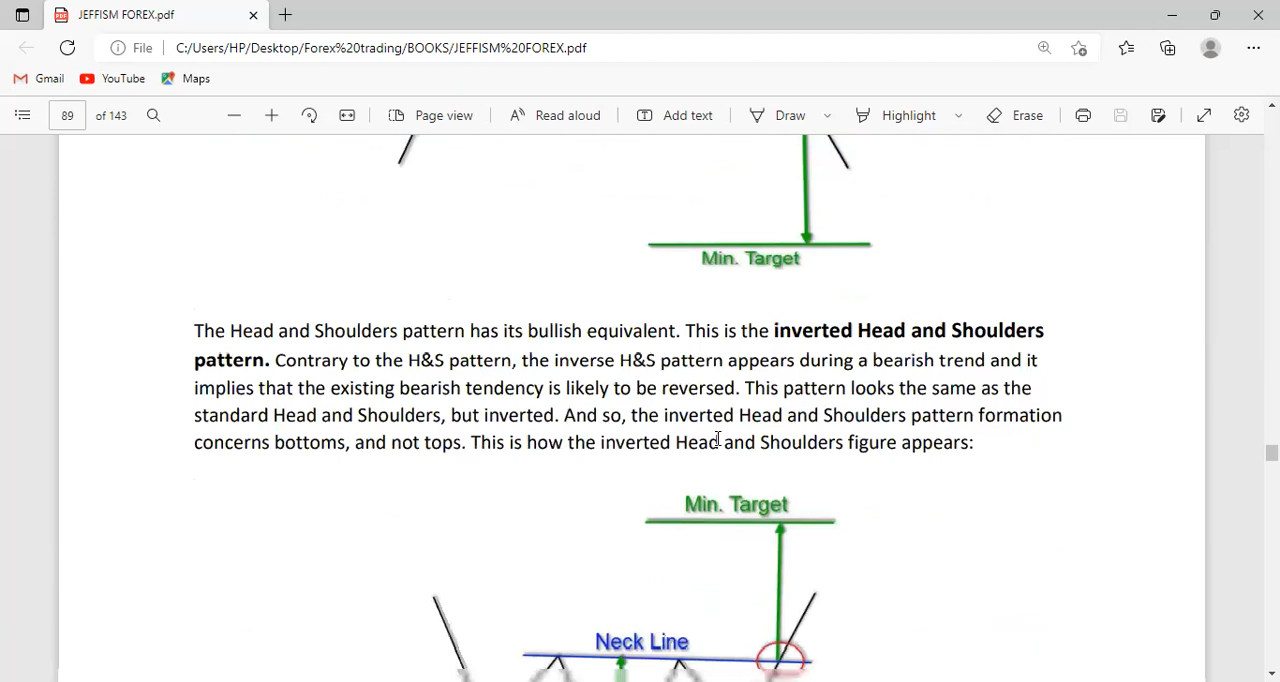 JEFFISM FOREX.pdf
File
C:/Users/HP/Desktop/Forex%20trading/BOOKS/JEFFISM%20FOREX.pdf
Gmail YouTube Maps
89 of 143 Page view Read aloud Add text Draw Highlight Erase
Min. Target
The Head and Shoulders pattern has its bullish equivalent. This is the inverted Head and Shoulders
pattern. Contrary to the H&S pattern, the inverse H&S pattern appears during a bearish trend and it
implies that the existing bearish tendency is likely to be reversed. This pattern looks the same as the
standard Head and Shoulders, but inverted. And so, the inverted Head and Shoulders pattern formation
concerns bottoms, and not tops. This is how the inverted Head and Shoulders figure appears:
Min. Target
Neck Line